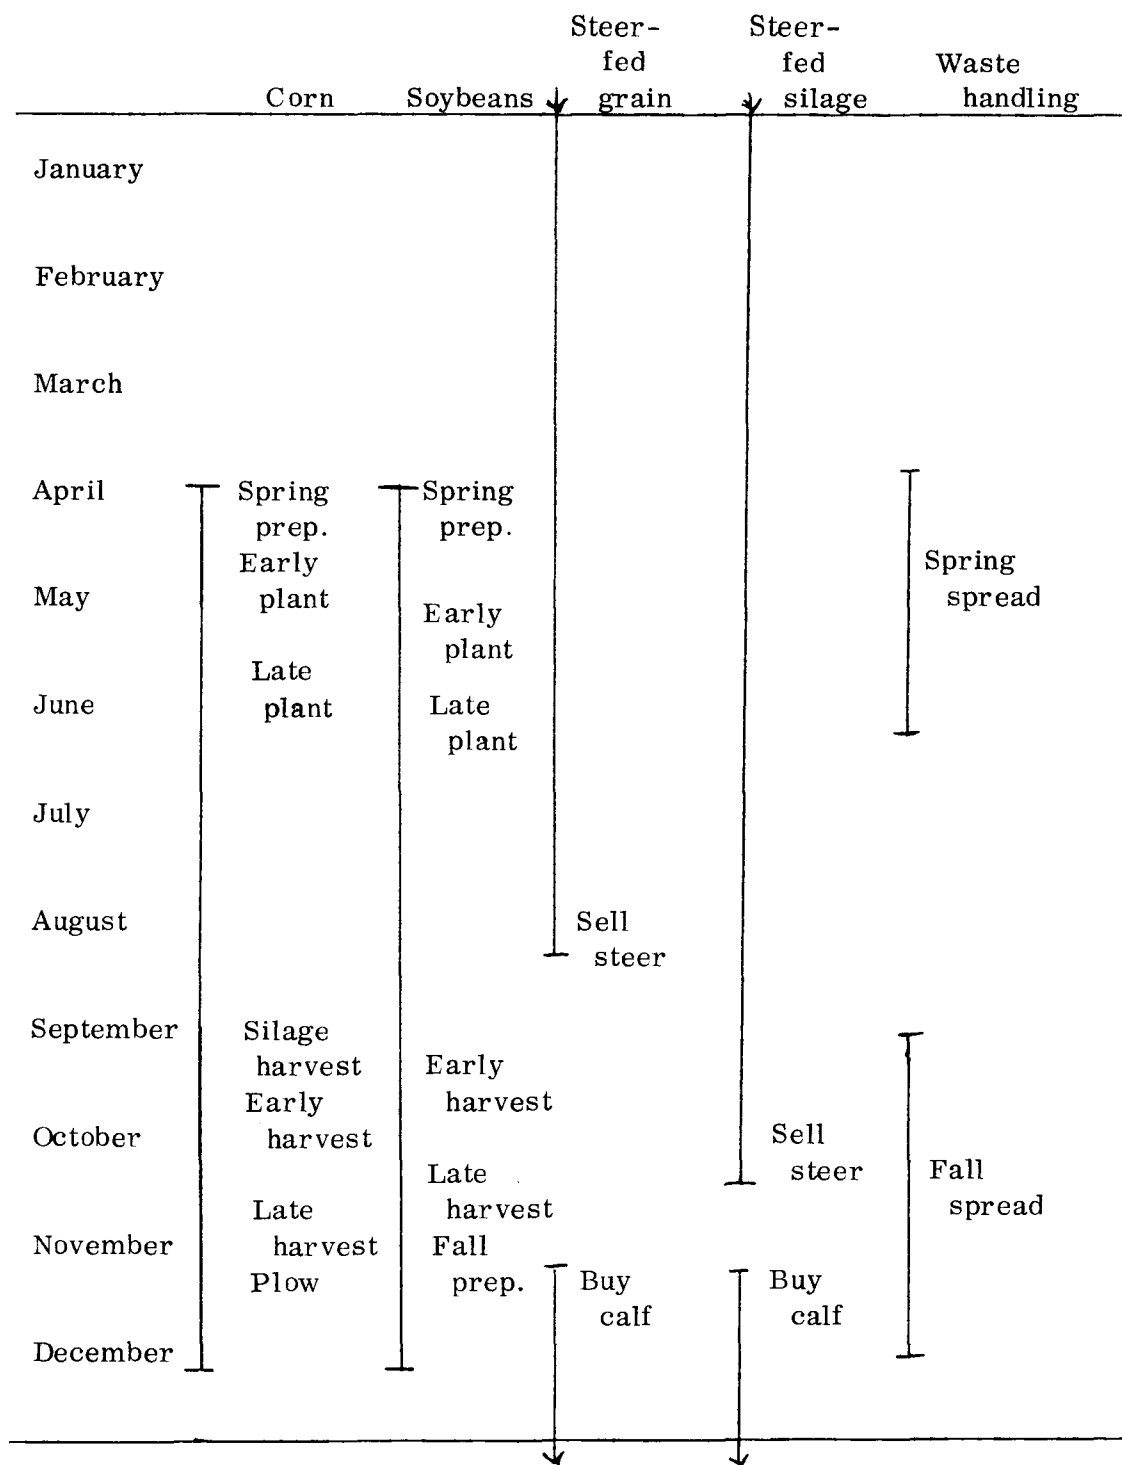 Steer-
fed
grain
Steer-
fed
silage
Waste
handling
Corn
Soybeans
January
February
March
April
Spring
prep.
Spring
prep.
Early
plant
May
Early
plant
Spring
spread
Late
plant
June
Late
plant
July
August
Sell
steer
September
Silage
harvest
Early
harvest
Early
harvest
October
Sell
steer
Late
harvest
Fall
spread
Late
harvest
November
Fall
prep.
Plow
Buy
calf
Buy
calf
December